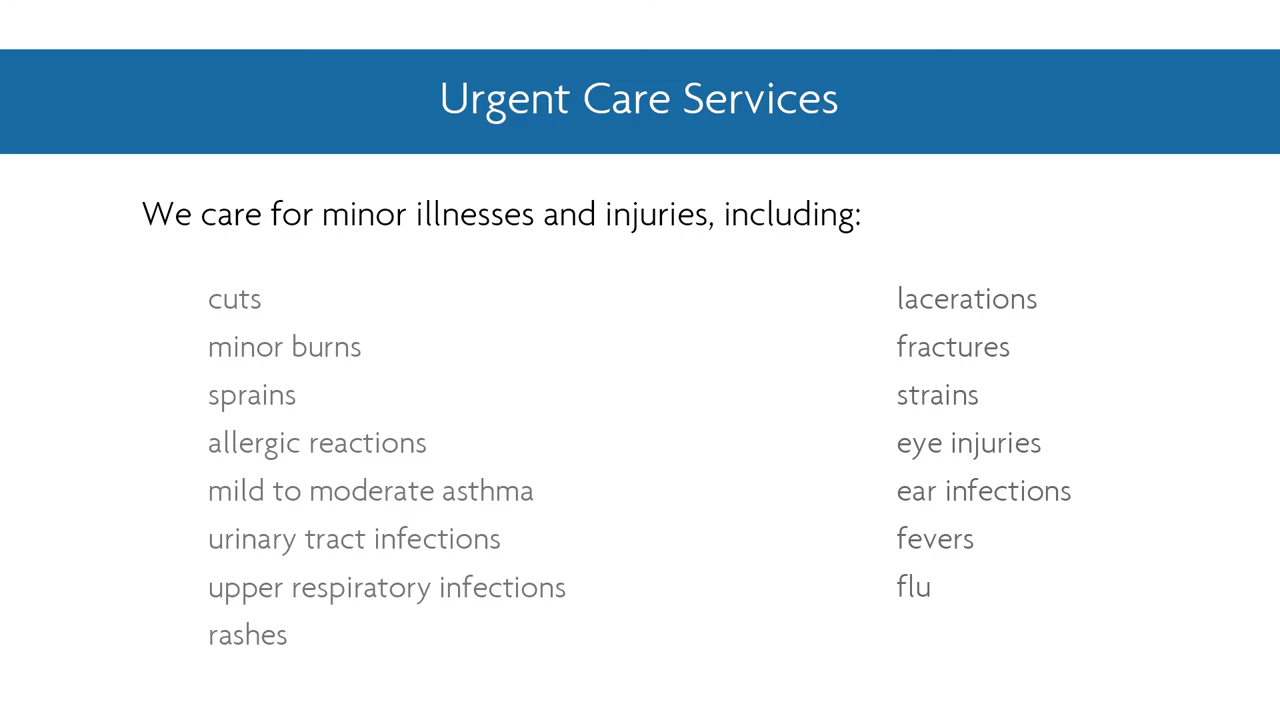 Urgent Care Services
We care for minor illnesses and injuries, including:
cuts
minor burns
sprains
allergic reactions
mild to moderate asthma
urinary tract infections
upper respiratory infections
rashes
lacerations
fractures
strains
eye injuries
ear infections
fevers
flu